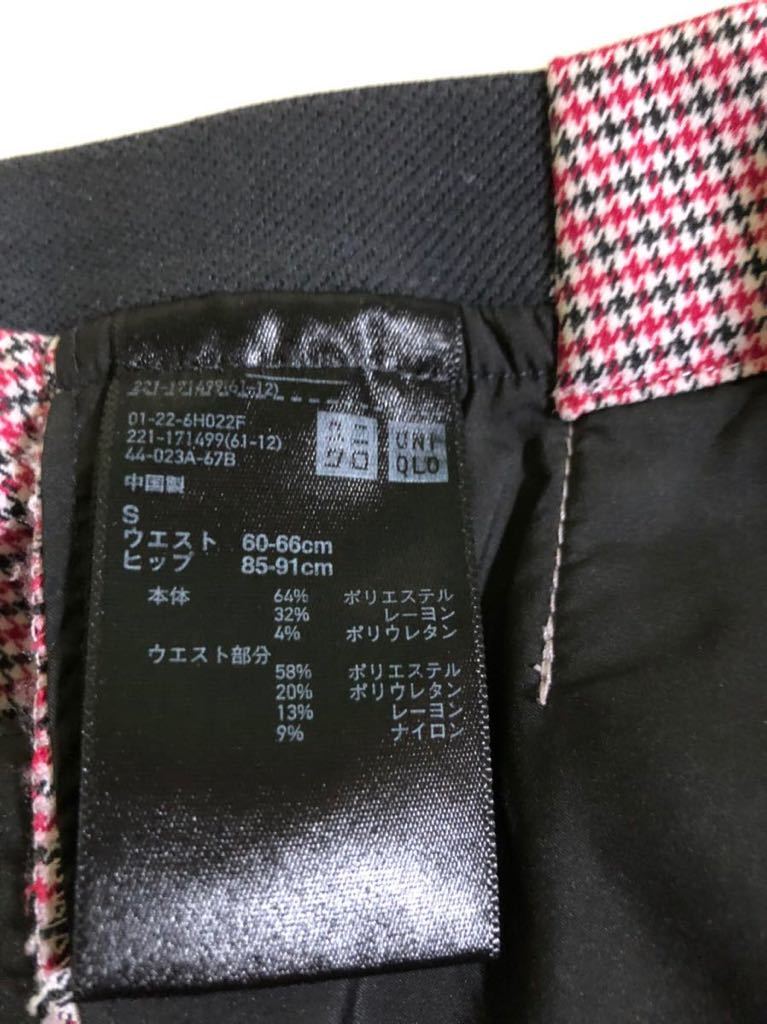 221-171499(61-12)
01-22-6H022F
221-171499(61-12)
44-023A-67B
ユニ
クロ
UNI
QLO
中国製
S
ウエスト 60-66cm
ヒップ 85-91cm
本体 64% ポリエステル
32% レーヨン
4% ポリウレタン
ウエスト部分
58% ポリエステル
20% ポリウレタン
13% レーヨン
9% ナイロン